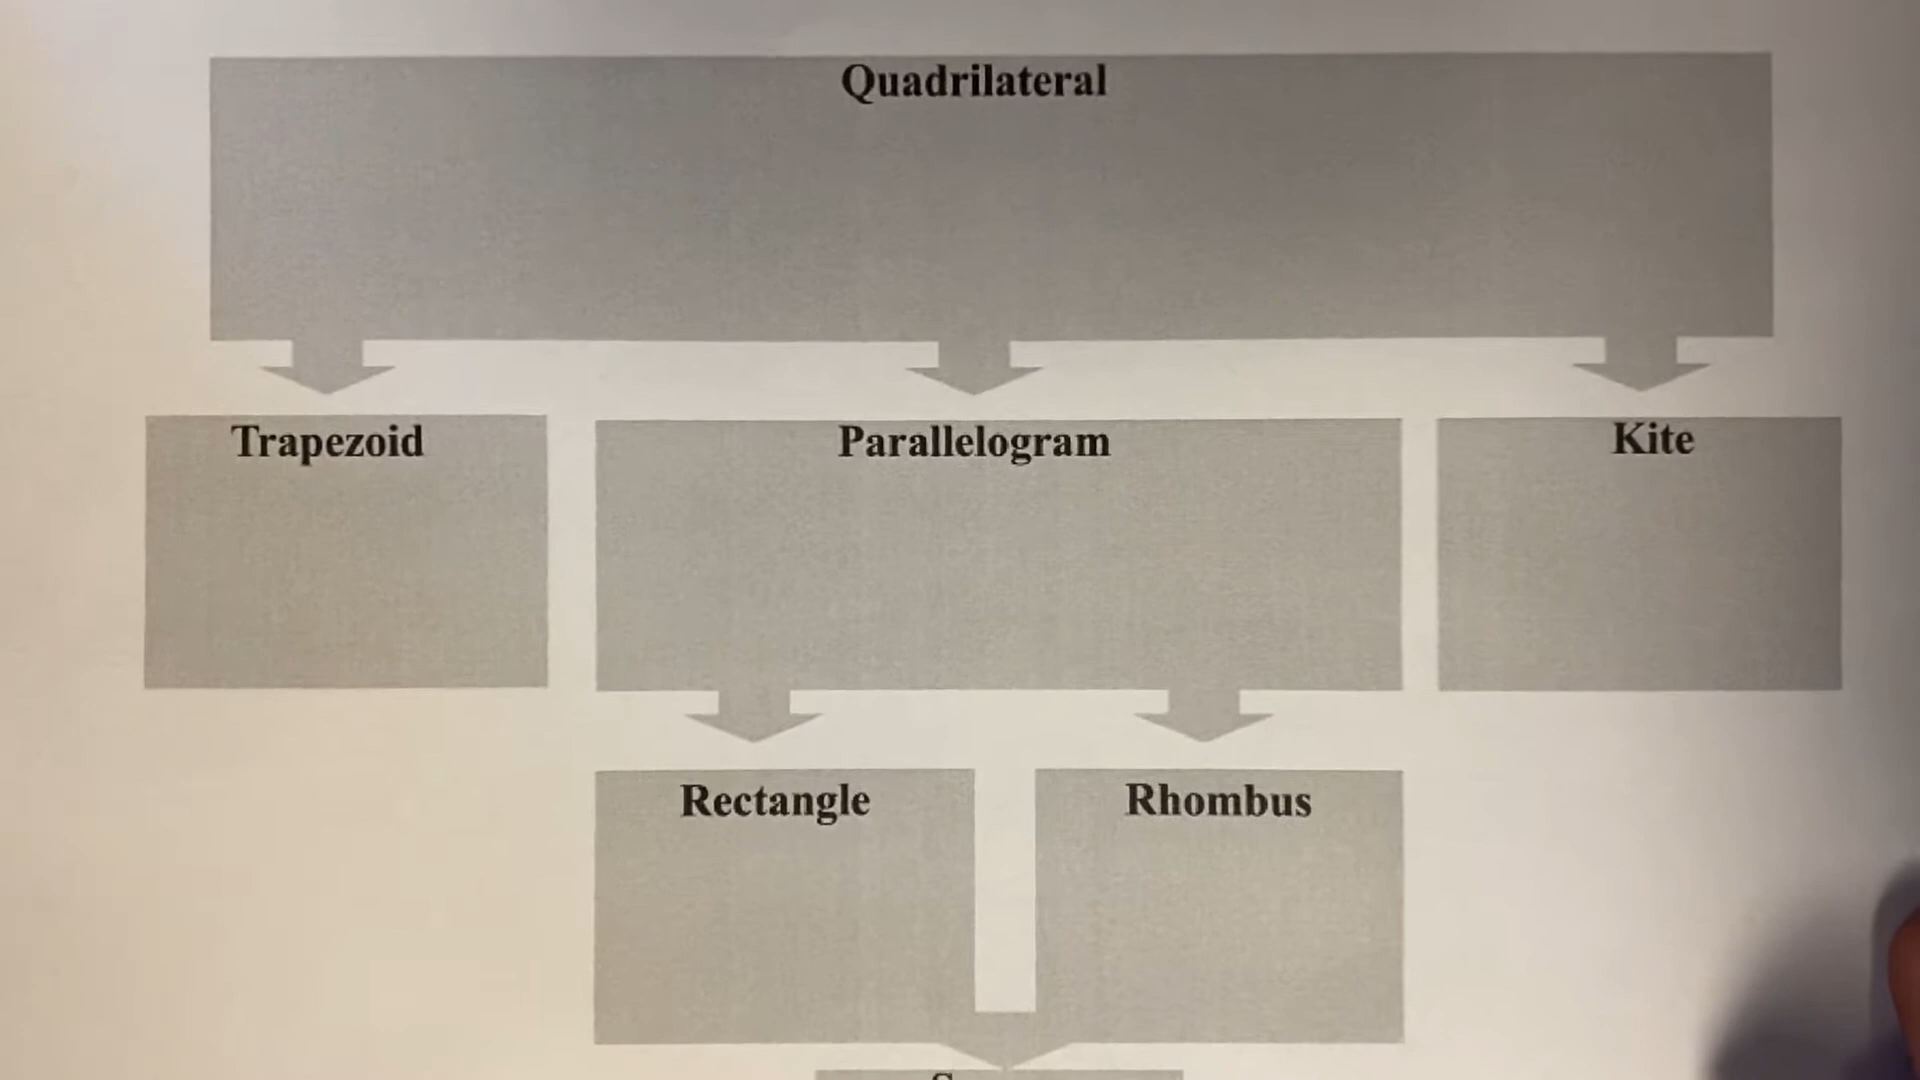 Quadrilateral
Trapezoid
Parallelogram
Kite
Rectangle
Rhombus